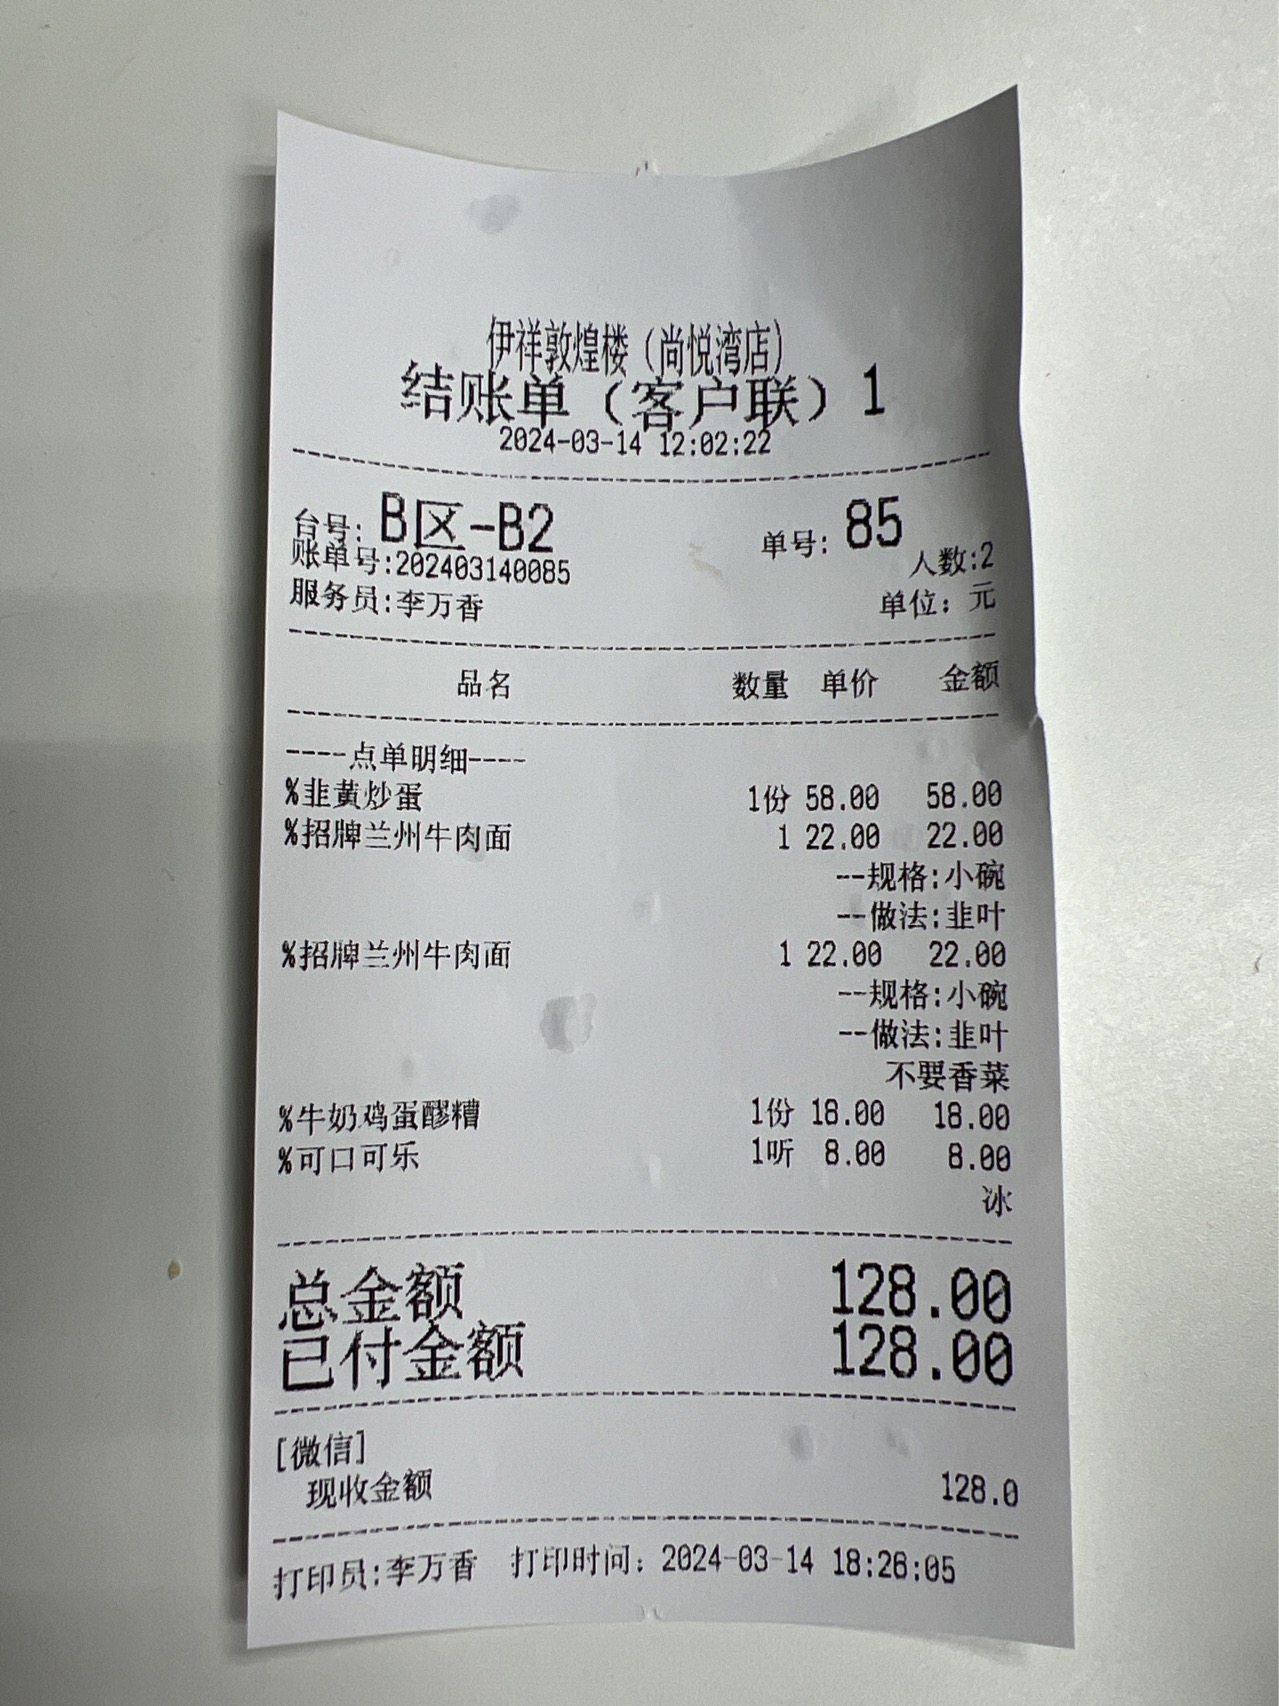 伊祥敦煌楼（尚悦湾店）
结账单（客户联）1
2024-03-14 12:02:22
台号: B区-B2 单号: 85
账单号:202403140085 人数:2
服务员:李万香 单位: 元
品名 数量 单价 金额
----点单明细----
%韭黄炒蛋 1份 58.00 58.00
%招牌兰州牛肉面 1 22.00 22.00
--规格:小碗
--做法:韭叶
%招牌兰州牛肉面 1 22.00 22.00
--规格:小碗
--做法:韭叶
不要香菜
%牛奶鸡蛋醪糟 1份 18.00 18.00
%可口可乐 1听 8.00 8.00
冰
总金额 128.00
已付金额 128.00
[微信]
现收金额 128.0
打印员:李万香 打印时间: 2024-03-14 18:26:05